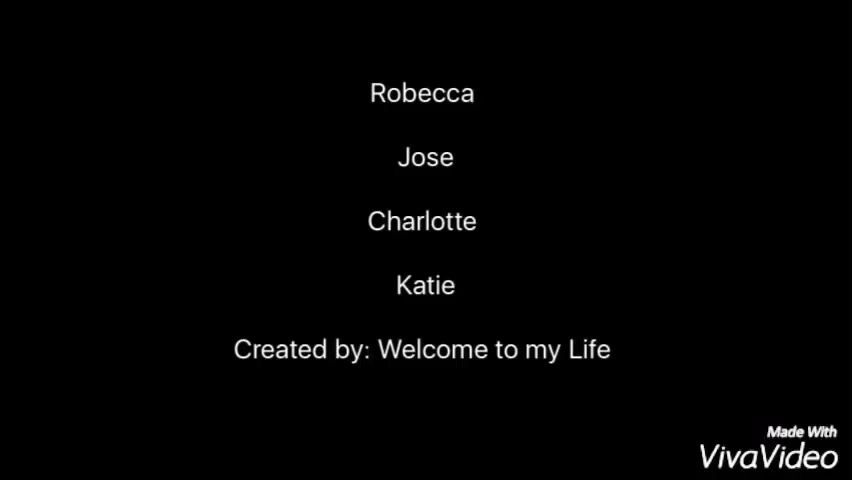 Robecca
Jose
Charlotte
Katie
Created by: Welcome to my Life
Made With
VivaVideo